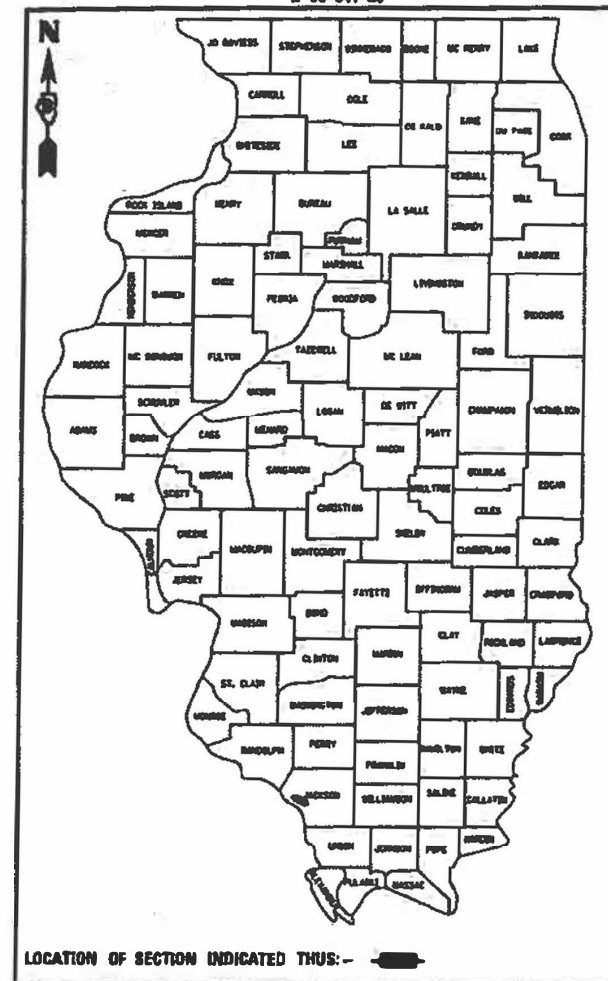 N
JO DAVIESS STEPHENSON WINNEBAGO BOONE MC HENRY LAKE
CARROLL OGLE DE KALB KANE DU PAGE COOK
WHITESIDE LEE KENDALL WILL
ROCK ISLAND HENRY BUREAU LA SALLE GRUNDY
MERCER PUTNAM KANKAKEE
STARK MARSHALL
HENDERSON WARREN KNOX PEORIA WOODFORD LIVINGSTON IROQUOIS
HANCOCK MC DONOUGH FULTON TAZEWELL MC LEAN FORD
SCHUYLER MASON LOGAN DE WITT CHAMPAIGN VERMILION
ADAMS BROWN CASS MENARD MACON PIATT
PIKE SCOTT MORGAN SANGAMON CHRISTIAN MOULTRIE DOUGLAS EDGAR
COLES
CALHOUN GREENE MACOUPIN MONTGOMERY SHELBY CUMBERLAND CLARK
JERSEY FAYETTE EFFINGHAM JASPER CRAWFORD
MADISON BOND CLAY RICHLAND LAWRENCE
CLINTON MARION
ST. CLAIR WAYNE EDWARDS WABASH
MONROE WASHINGTON JEFFERSON
RANDOLPH PERRY HAMILTON WHITE
FRANKLIN
JACKSON WILLIAMSON SALINE GALLATIN
UNION JOHNSON POPE HARDIN
ALEXANDER PULASKI MASSAC
LOCATION OF SECTION INDICATED THUS:-